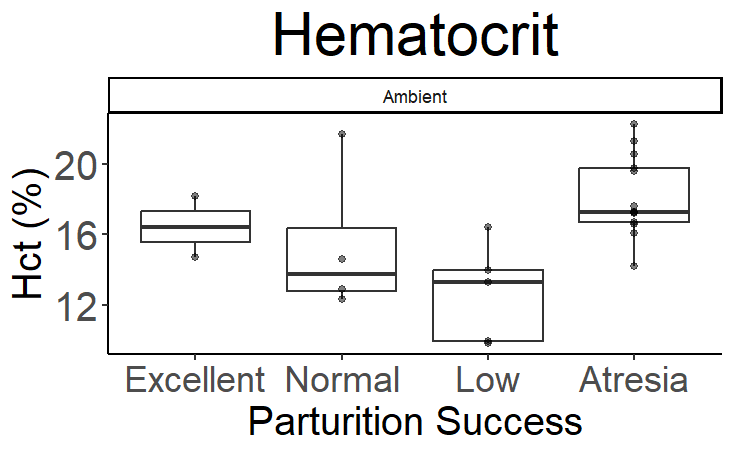 Hematocrit
Ambient
Hct (%)
20
16
12
Excellent Normal Low Atresia
Parturition Success